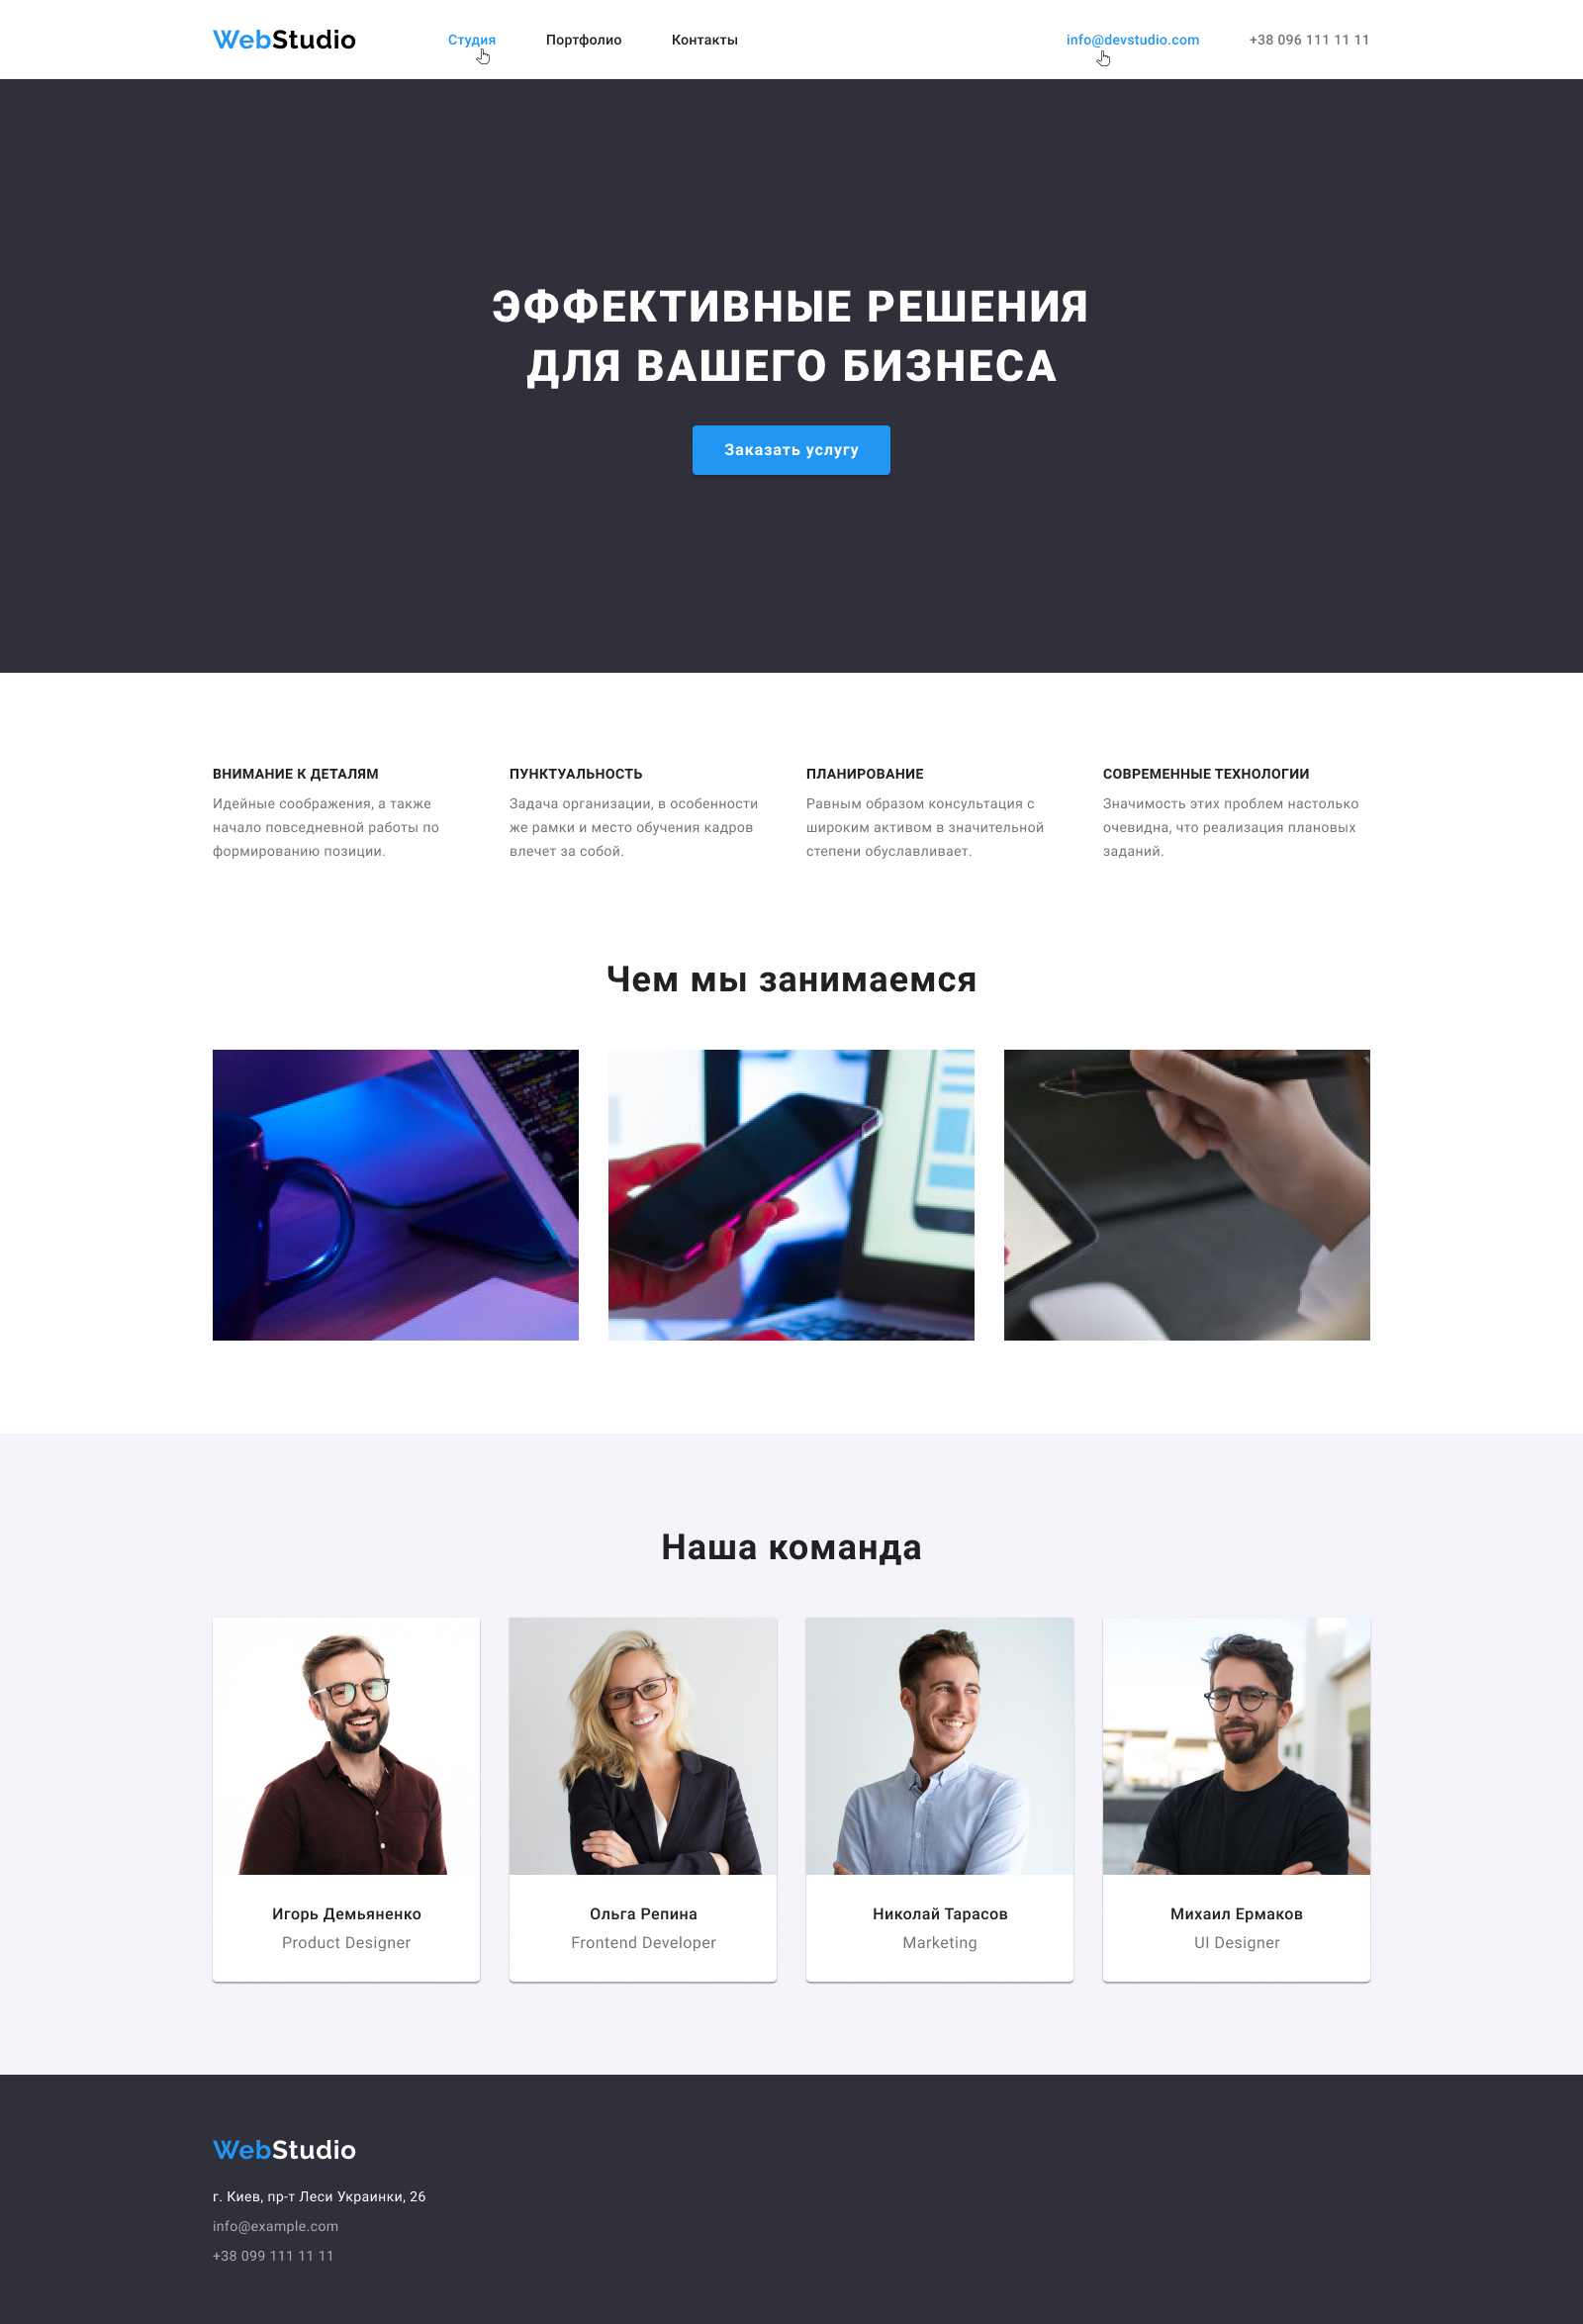 WebStudio Студия Портфолио Контакты info@devstudio.com +38 096 111 11 11
ЭФФЕКТИВНЫЕ РЕШЕНИЯ
ДЛЯ ВАШЕГО БИЗНЕСА
Заказать услугу
ВНИМАНИЕ К ДЕТАЛЯМ
Идейные соображения, а также
начало повседневной работы по
формированию позиции.
ПУНКТУАЛЬНОСТЬ
Задача организации, в особенности
же рамки и место обучения кадров
влечет за собой.
ПЛАНИРОВАНИЕ
Равным образом консультация с
широким активом в значительной
степени обуславливает.
СОВРЕМЕННЫЕ ТЕХНОЛОГИИ
Значимость этих проблем настолько
очевидна, что реализация плановых
заданий.
Чем мы занимаемся
Наша команда
Игорь Демьяненко
Product Designer
Ольга Репина
Frontend Developer
Николай Тарасов
Marketing
Михаил Ермаков
UI Designer
WebStudio
г. Киев, пр-т Леси Украинки, 26
info@example.com
+38 099 111 11 11